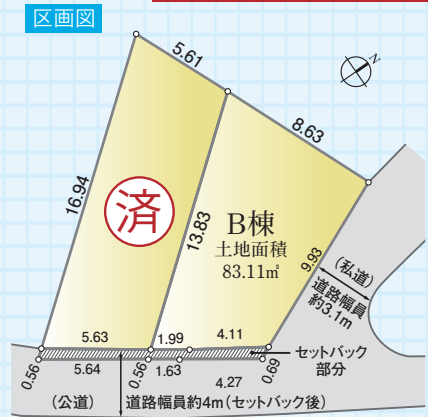 区画図
N
5.61
8.63
16.94
済
13.83
B棟
土地面積
83.11㎡
9.93
(私道)
道路幅員
約3.1m
5.63
1.99
4.11
セットバック
部分
0.56
5.64
0.56
1.63
4.27
0.69
(公道)
道路幅員約4m(セットバック後)